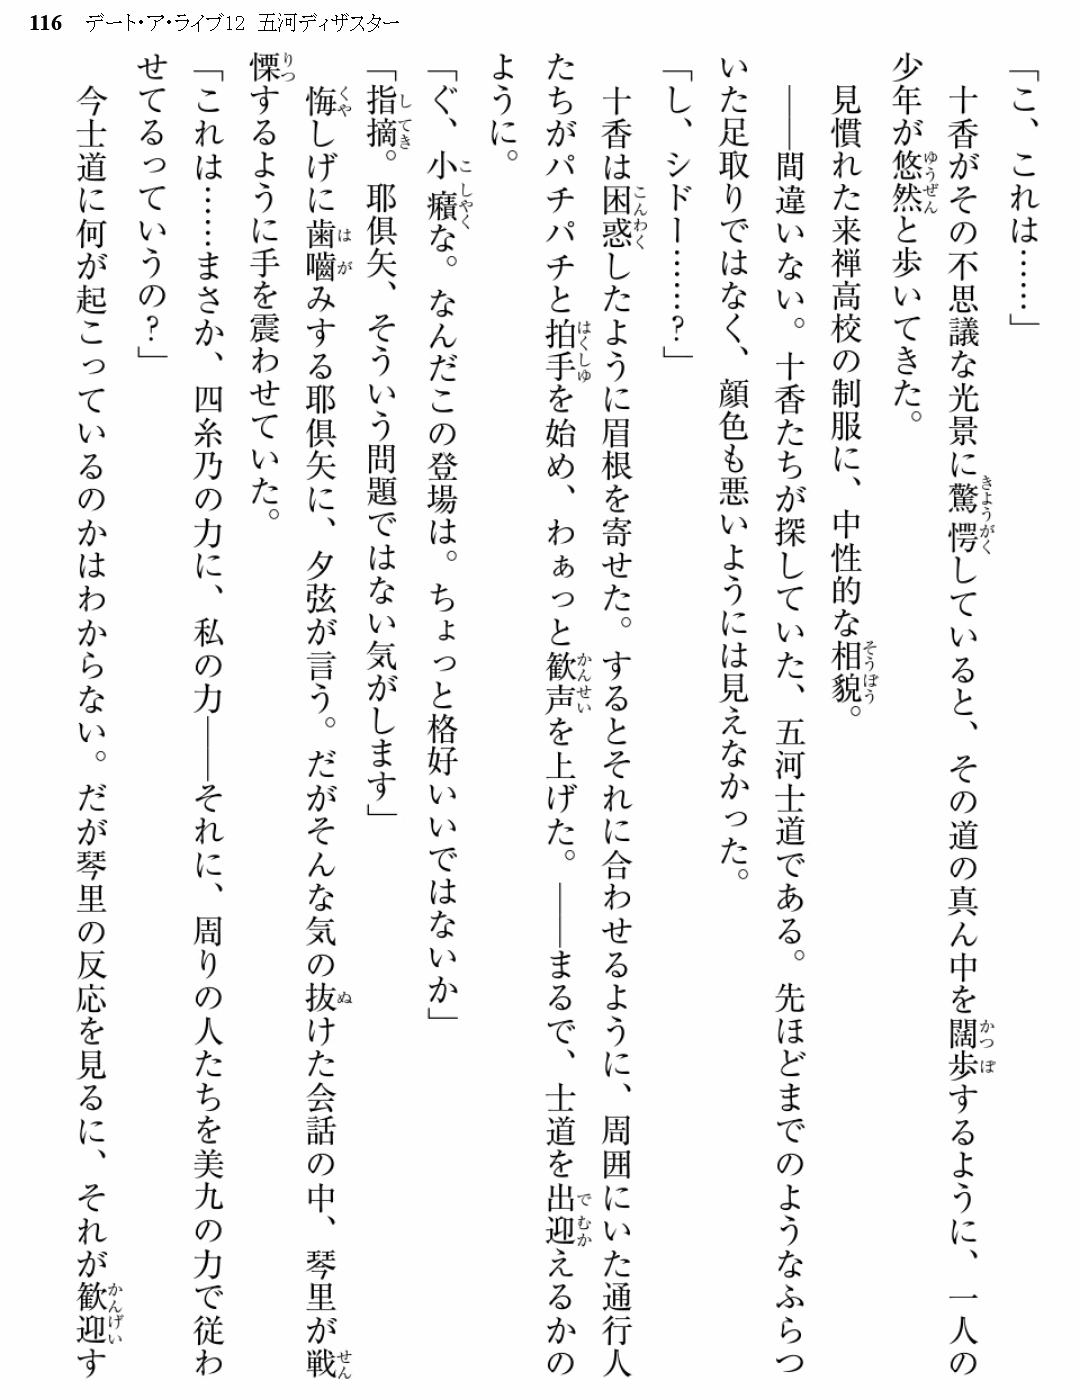 116 デート・ア・ライブ12 五河ディザスター
「こ、これは……」
十香がその不思議な光景に驚愕していると、その道の真ん中を闊歩するように、一人の
少年が悠然と歩いてきた。
見慣れた来禅高校の制服に、中性的な相貌。
――間違いない。十香たちが探していた、五河士道である。先ほどまでのようなふらつ
いた足取りではなく、顔色も悪いようには見えなかった。
「し、シドー……？」
十香は困惑したように眉根を寄せた。するとそれに合わせるように、周囲にいた通行人
たちがパチパチと拍手を始め、わぁっと歓声を上げた。――まるで、士道を出迎えるかの
ように。
「ぐ、小癪な。なんだこの登場は。ちょっと格好いいではないか」
「指摘。耶倶矢、そういう問題ではない気がします」
悔しげに歯嚙みする耶倶矢に、夕弦が言う。だがそんな気の抜けた会話の中、琴里が戦
慄するように手を震わせていた。
「これは……まさか、四糸乃の力に、私の力――それに、周りの人たちを美九の力で従わ
せてるっていうの？」
今士道に何が起こっているのかはわからない。だが琴里の反応を見るに、それが歓迎す